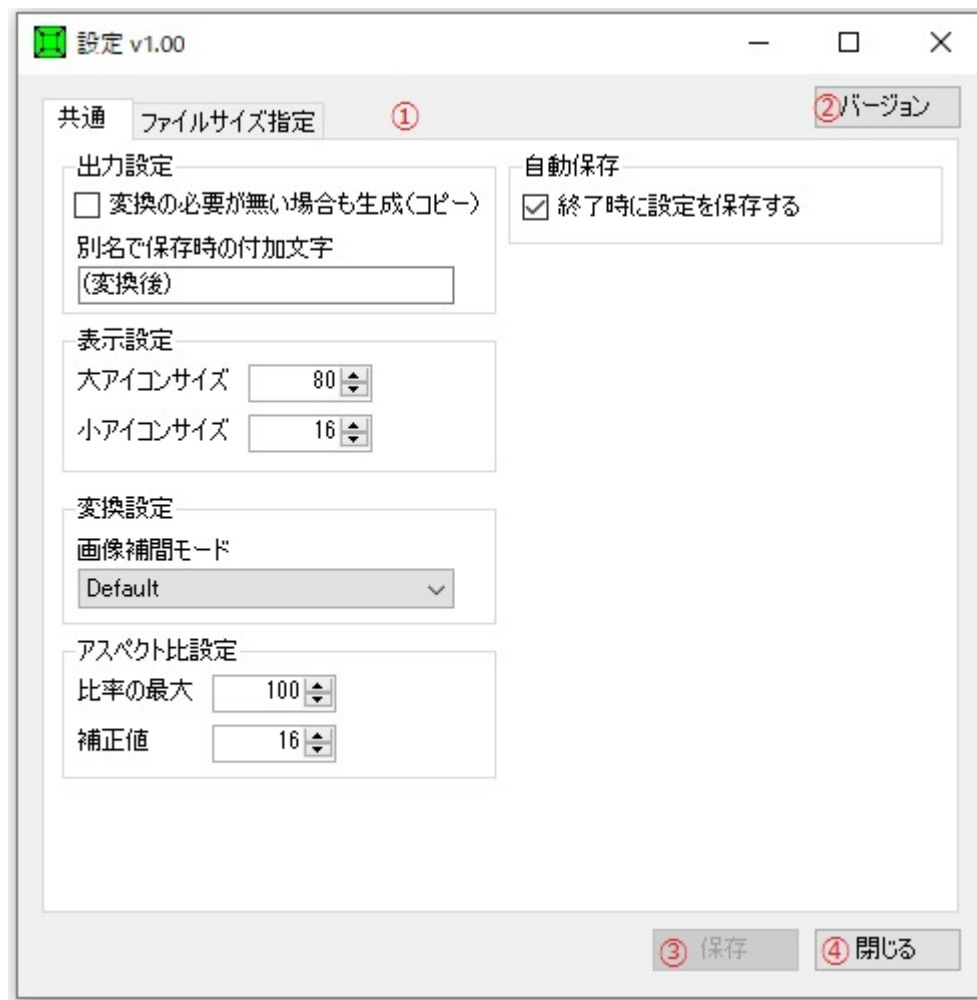 設定 v1.00
共通 ファイルサイズ指定 ① ②バージョン
出力設定
変換の必要が無い場合も生成(コピー)
別名で保存時の付加文字
(変換後)
自動保存
終了時に設定を保存する
表示設定
大アイコンサイズ 80
小アイコンサイズ 16
変換設定
画像補間モード
Default
アスペクト比設定
比率の最大 100
補正値 16
③ 保存 ④ 閉じる